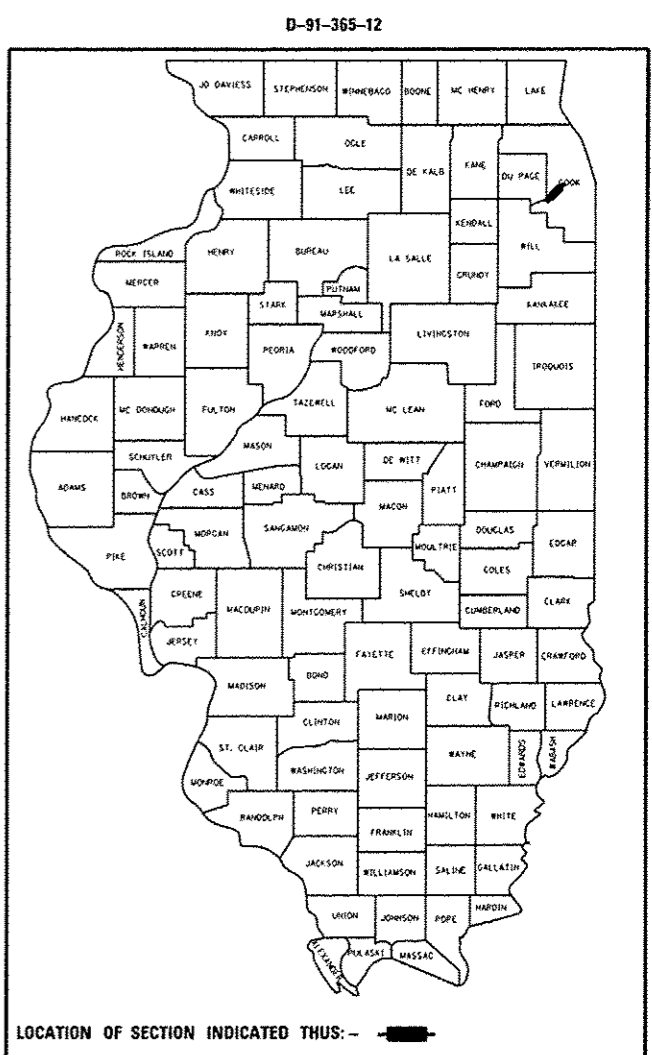 D-91-365-12
JO DAVIESS STEPHENSON WINNEBAGO BOONE MC HENRY LAKE
CARROLL OGLE DE KALB KANE DU PAGE COOK
WHITESIDE LEE KENDALL WILL
ROCK ISLAND HENRY BUREAU LA SALLE GRUNDY
MERCER PUTNAM KANKAKEE
STARK MARSHALL LIVINGSTON
HENDERSON WARREN KNOX PEORIA WOODFORD IROQUOIS
HANCOCK MC DONOUGH FULTON TAZEWELL MC LEAN FORD
SCHUYLER MASON LOGAN DE WITT CHAMPAIGN VERMILION
ADAMS BROWN CASS MENARD PIATT
MACON
PIKE SCOTT MORGAN SANGAMON MOULTRIE DOUGLAS EDGAR
CHRISTIAN COLES
CALHOUN GREENE MACOUPIN MONTGOMERY SHELBY CUMBERLAND CLARK
JERSEY FAYETTE EFFINGHAM JASPER CRAWFORD
MADISON BOND CLAY RICHLAND LAWRENCE
CLINTON MARION
ST. CLAIR WAYNE EDWARDS WABASH
MONROE WASHINGTON JEFFERSON
RANDOLPH PERRY HAMILTON WHITE
FRANKLIN
JACKSON WILLIAMSON SALINE GALLATIN
UNION JOHNSON POPE HARDIN
ALEXANDER PULASKI MASSAC
LOCATION OF SECTION INDICATED THUS: -